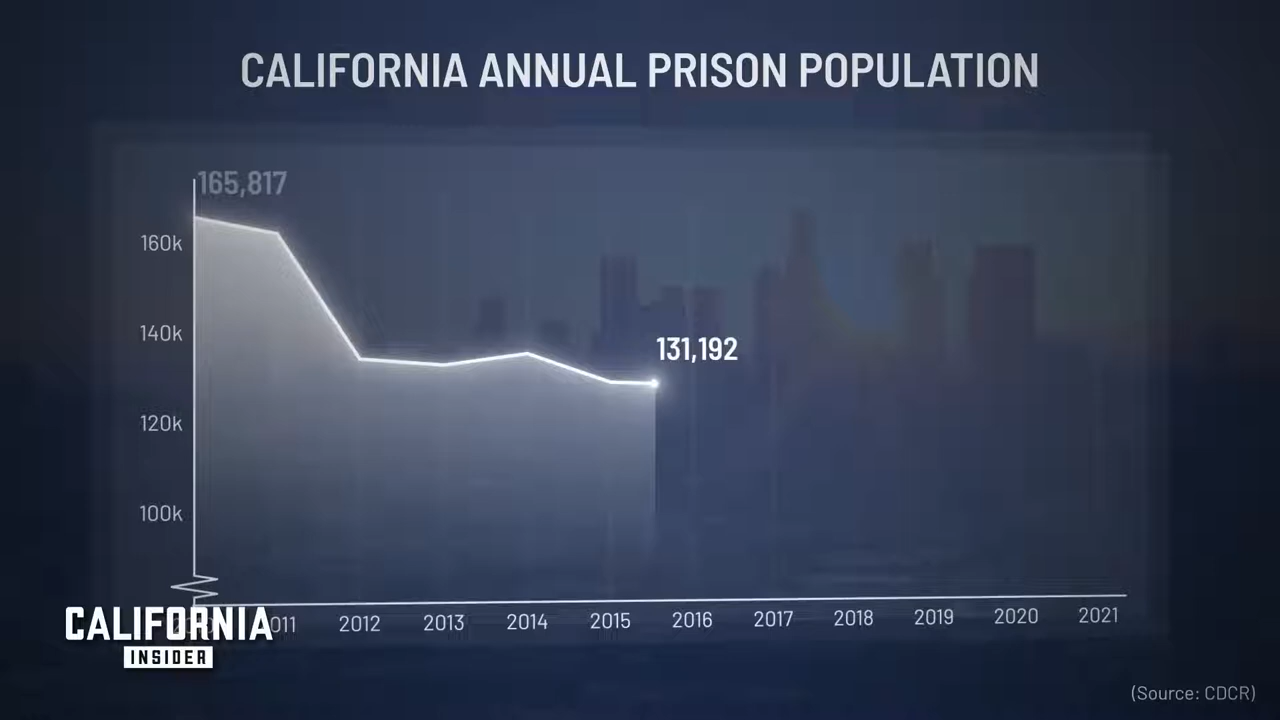 CALIFORNIA ANNUAL PRISON POPULATION
165,817
160k
140k
131,192
120k
100k
CALIFORNIA
INSIDER
011 2012 2013 2014 2015 2016 2017 2018 2019 2020 2021
(Source: CDCR)